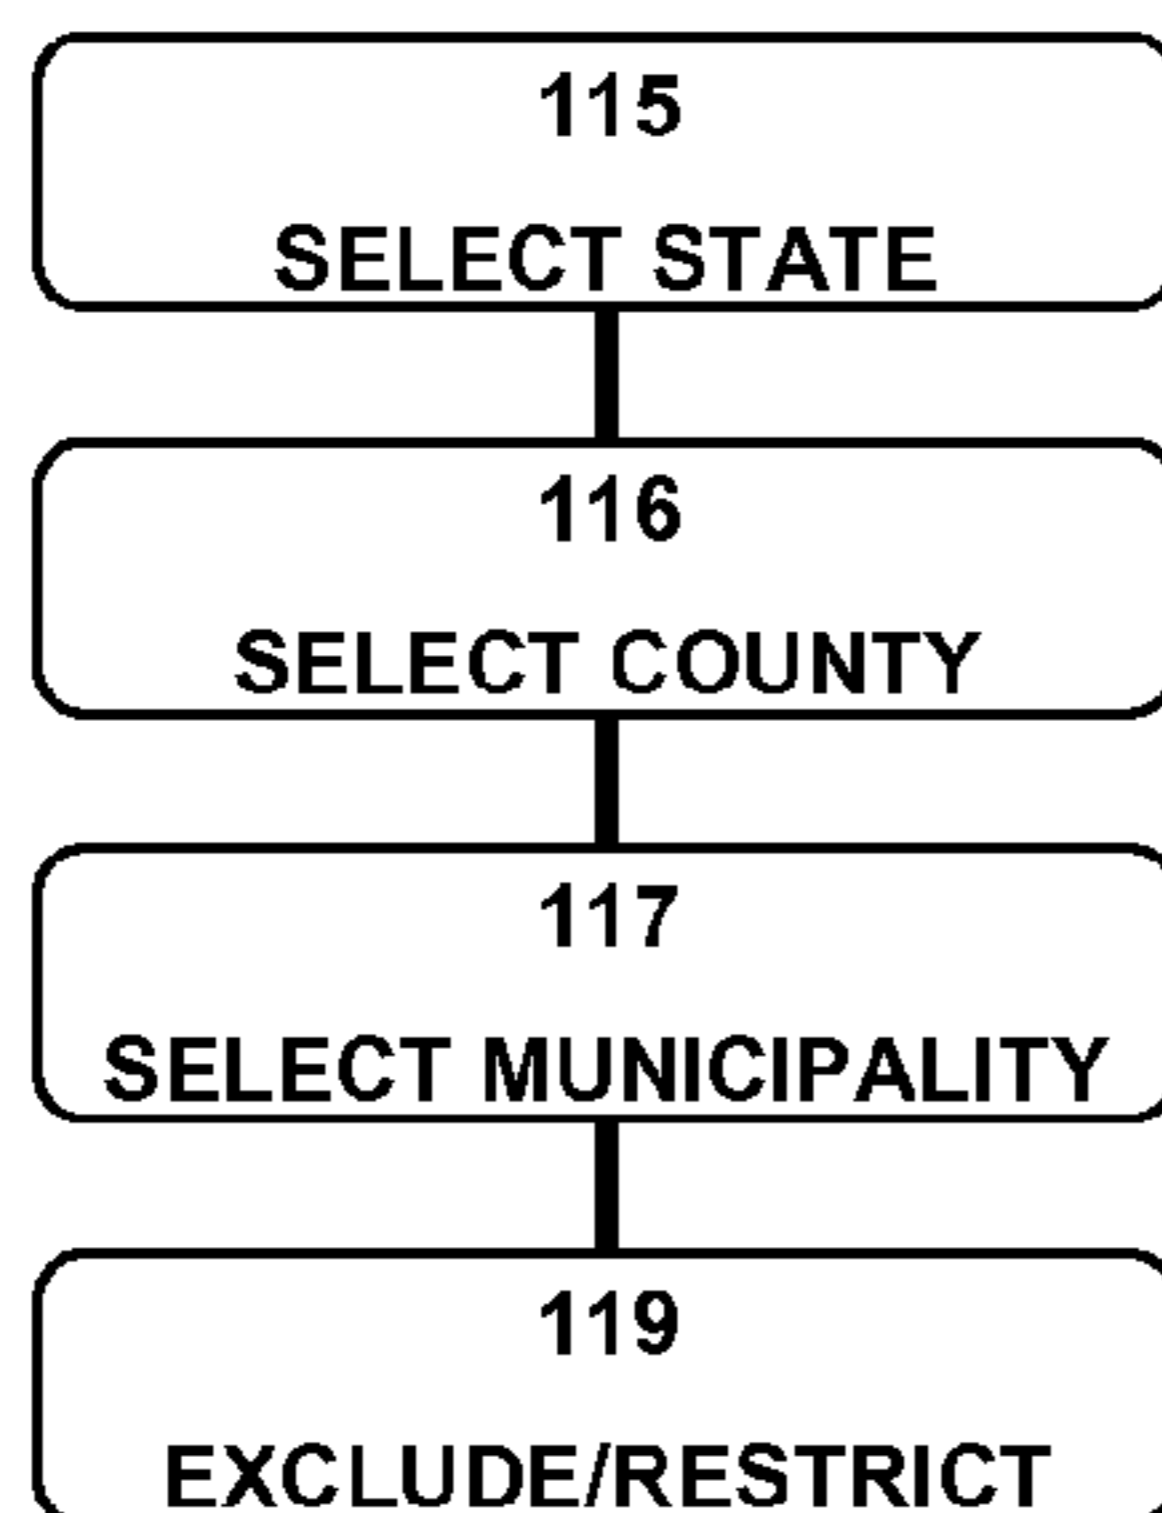 115
SELECT STATE
116
SELECT COUNTY
117
SELECT MUNICIPALITY
119
EXCLUDE/RESTRICT